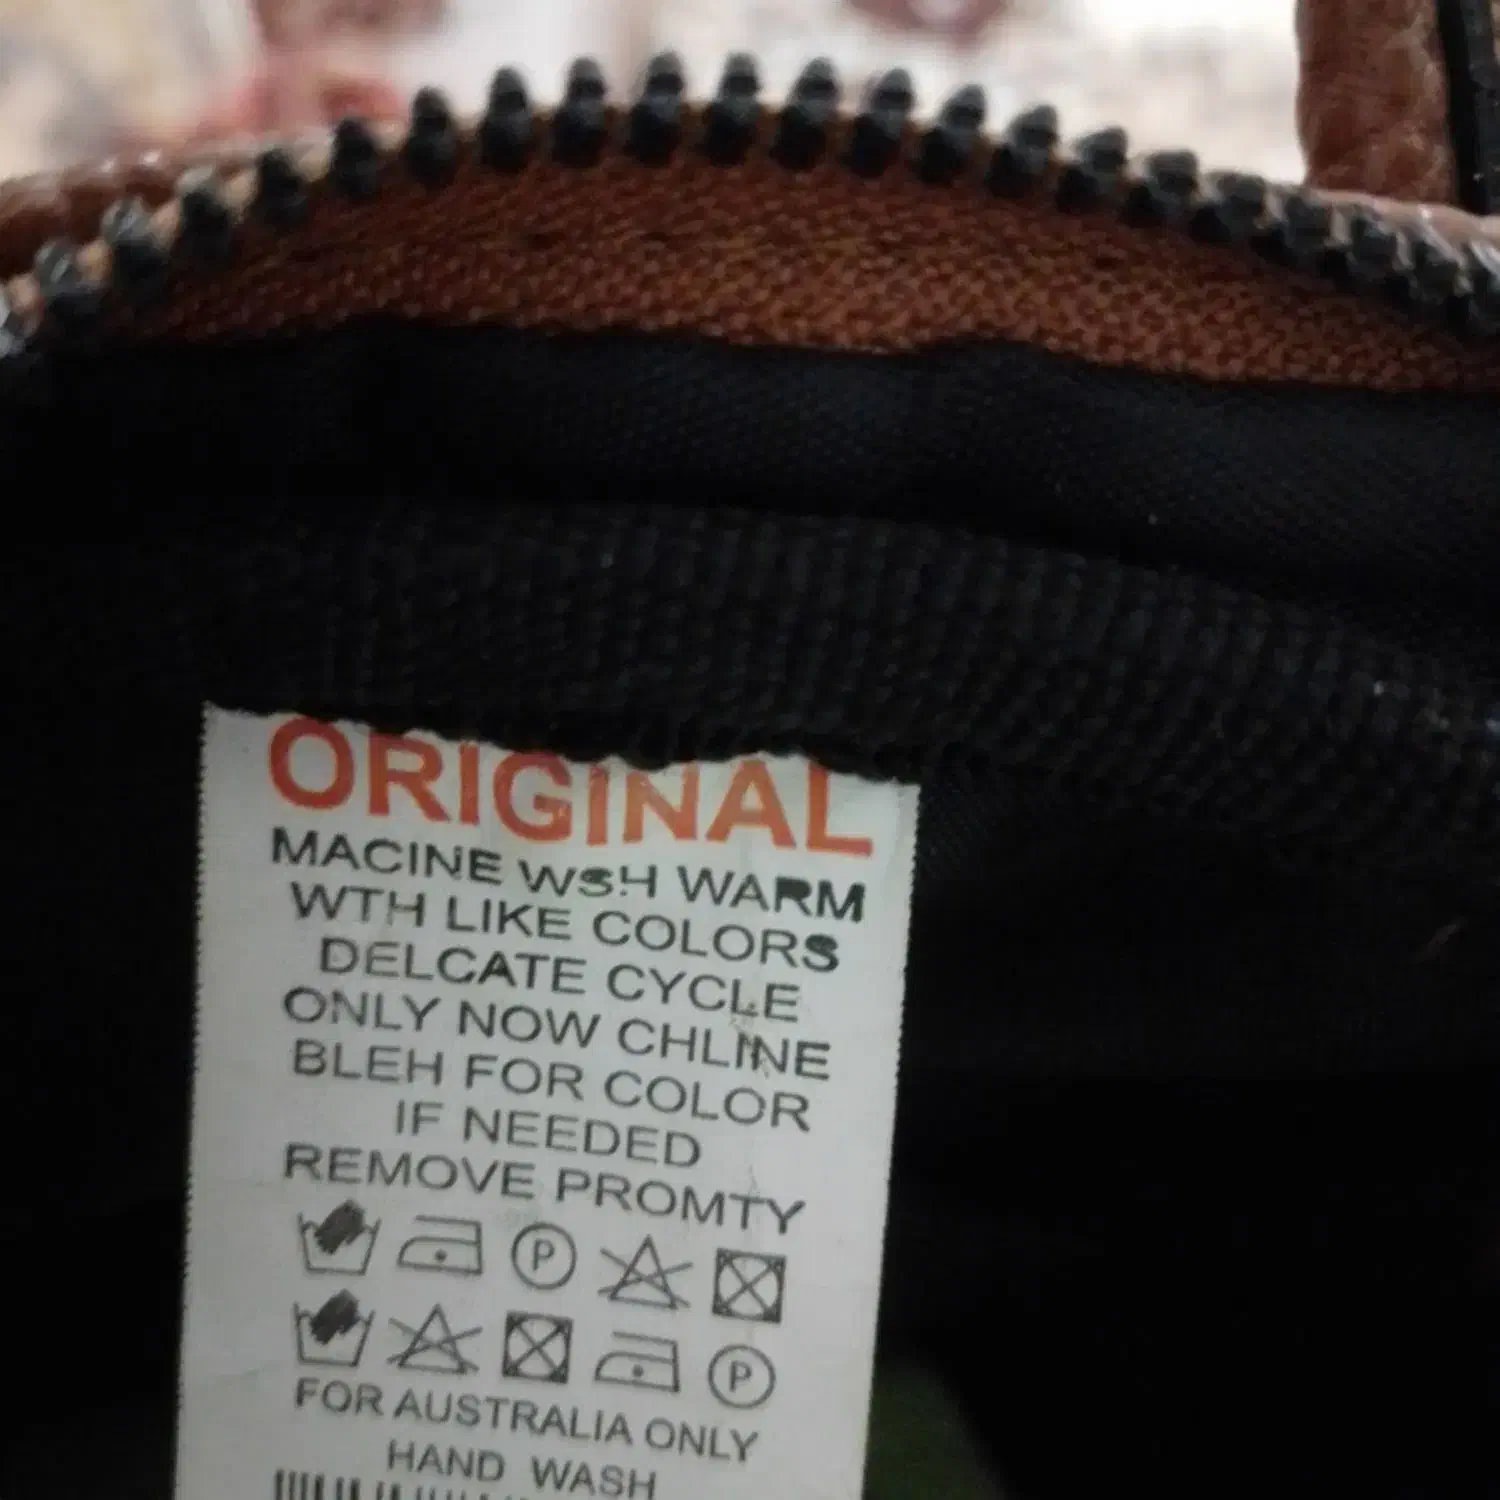 ORIGINAL
MACINE WSH WARM
WTH LIKE COLORS
DELCATE CYCLE
ONLY NOW CHLINE
BLEH FOR COLOR
IF NEEDED
REMOVE PROMTY
P
P
FOR AUSTRALIA ONLY
HAND WASH